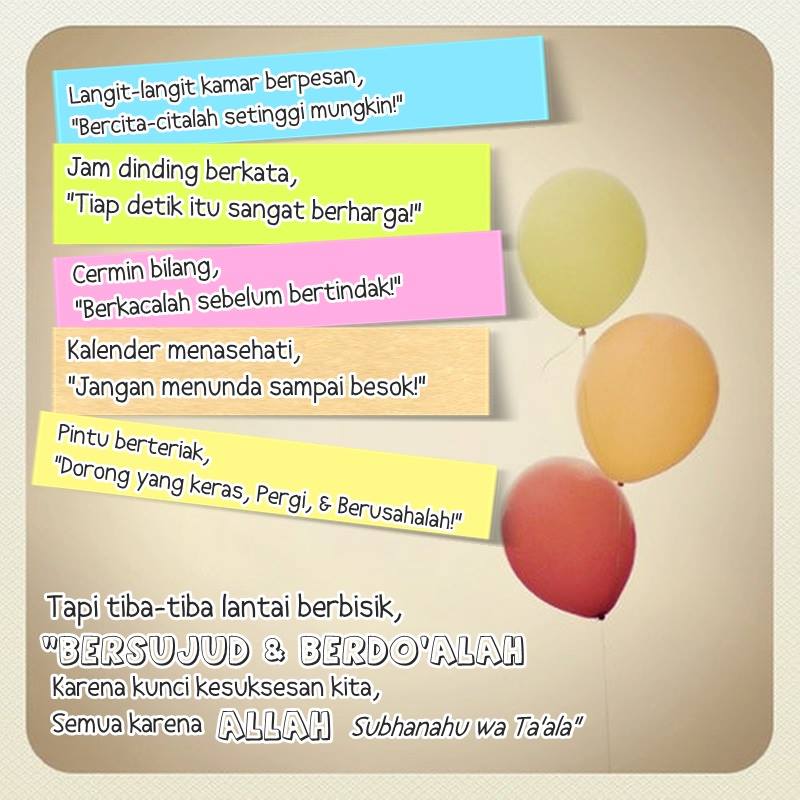 Langit-langit kamar berpesan,
"Bercita-citalah setinggi mungkin!"
Jam dinding berkata,
"Tiap detik itu sangat berharga!"
Cermin bilang,
"Berkacalah sebelum bertindak!"
Kalender menasehati,
"Jangan menunda sampai besok!"
Pintu berteriak,
"Dorong yang keras, Pergi, & Berusahalah!"
Tapi tiba-tiba lantai berbisik,
"BERSUJUD & BERDO'ALAH
Karena kunci kesuksesan kita,
Semua karena ALLAH Subhanahu wa Ta'ala"